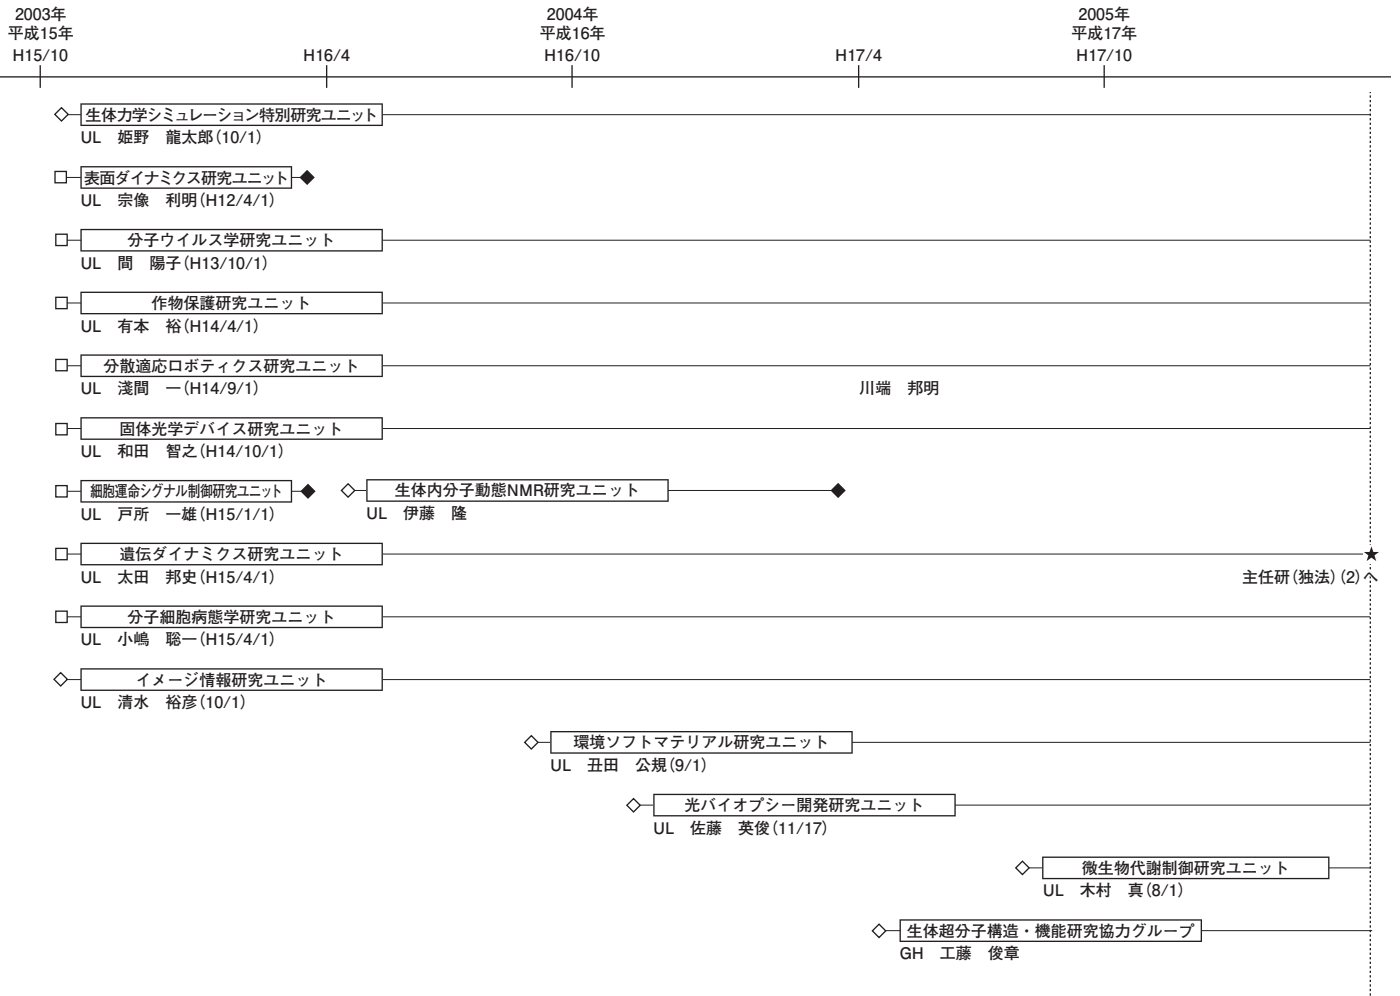 2003年 2004年 2005年
平成15年 平成16年 平成17年
H15/10 H16/4 H16/10 H17/4 H17/10
生体力学シミュレーション特別研究ユニット
UL 姫野 龍太郎(10/1)
表面ダイナミクス研究ユニット
UL 宗像 利明(H12/4/1)
分子ウイルス学研究ユニット
UL 間 陽子(H13/10/1)
作物保護研究ユニット
UL 有本 裕(H14/4/1)
分散適応ロボティクス研究ユニット
UL 淺間 一(H14/9/1) 川端 邦明
固体光学デバイス研究ユニット
UL 和田 智之(H14/10/1)
細胞運命シグナル制御研究ユニット 生体内分子動態NMR研究ユニット
UL 戸所 一雄(H15/1/1) UL 伊藤 隆
遺伝ダイナミクス研究ユニット
UL 太田 邦史(H15/4/1) 主任研(独法)(2)へ
分子細胞病態学研究ユニット
UL 小嶋 聡一(H15/4/1)
イメージ情報研究ユニット
UL 清水 裕彦(10/1)
環境ソフトマテリアル研究ユニット
UL 丑田 公規(9/1)
光バイオプシー開発研究ユニット
UL 佐藤 英俊(11/17)
微生物代謝制御研究ユニット
UL 木村 真(8/1)
生体超分子構造・機能研究協力グループ
GH 工藤 俊章